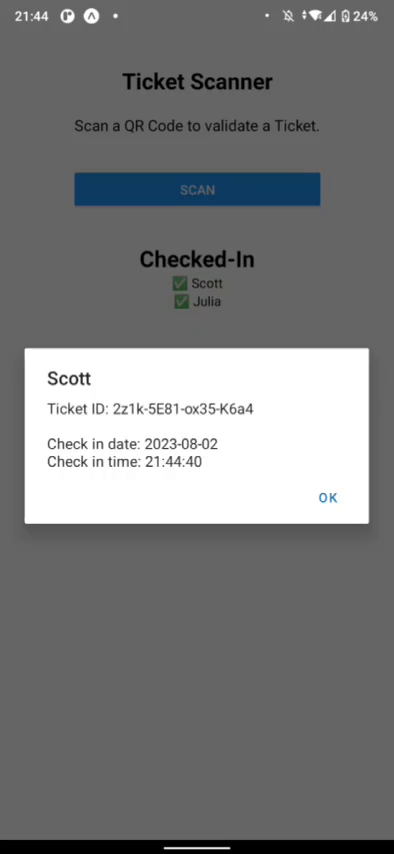 21:44
24%
Ticket Scanner
Scan a QR Code to validate a Ticket.
SCAN
Checked-In
✅ Scott
✅ Julia
Scott
Ticket ID: 2z1k-5E81-ox35-K6a4
Check in date: 2023-08-02
Check in time: 21:44:40
OK